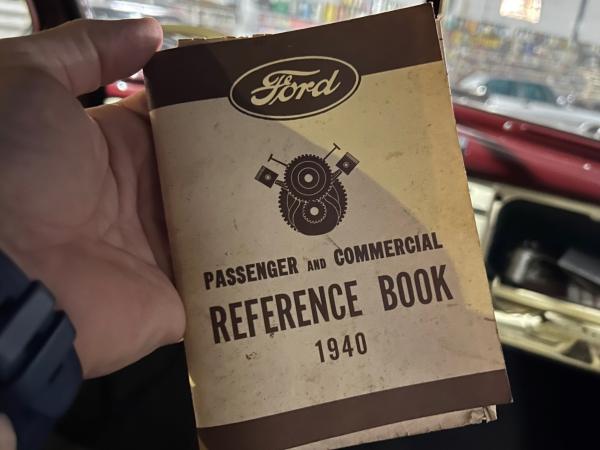 Ford
PASSENGER AND COMMERCIAL
REFERENCE BOOK
1940